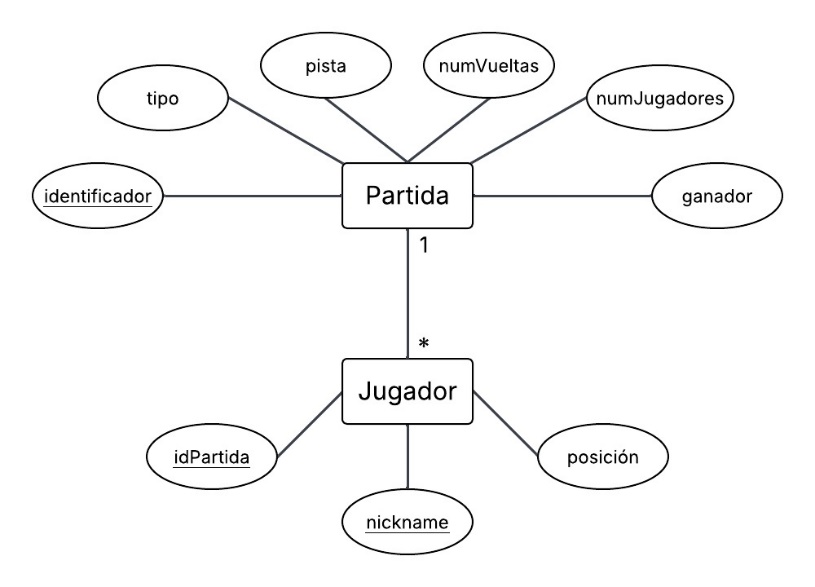 pista
numVueltas
tipo
numJugadores
identificador
Partida
ganador
1
*
Jugador
idPartida
posición
nickname